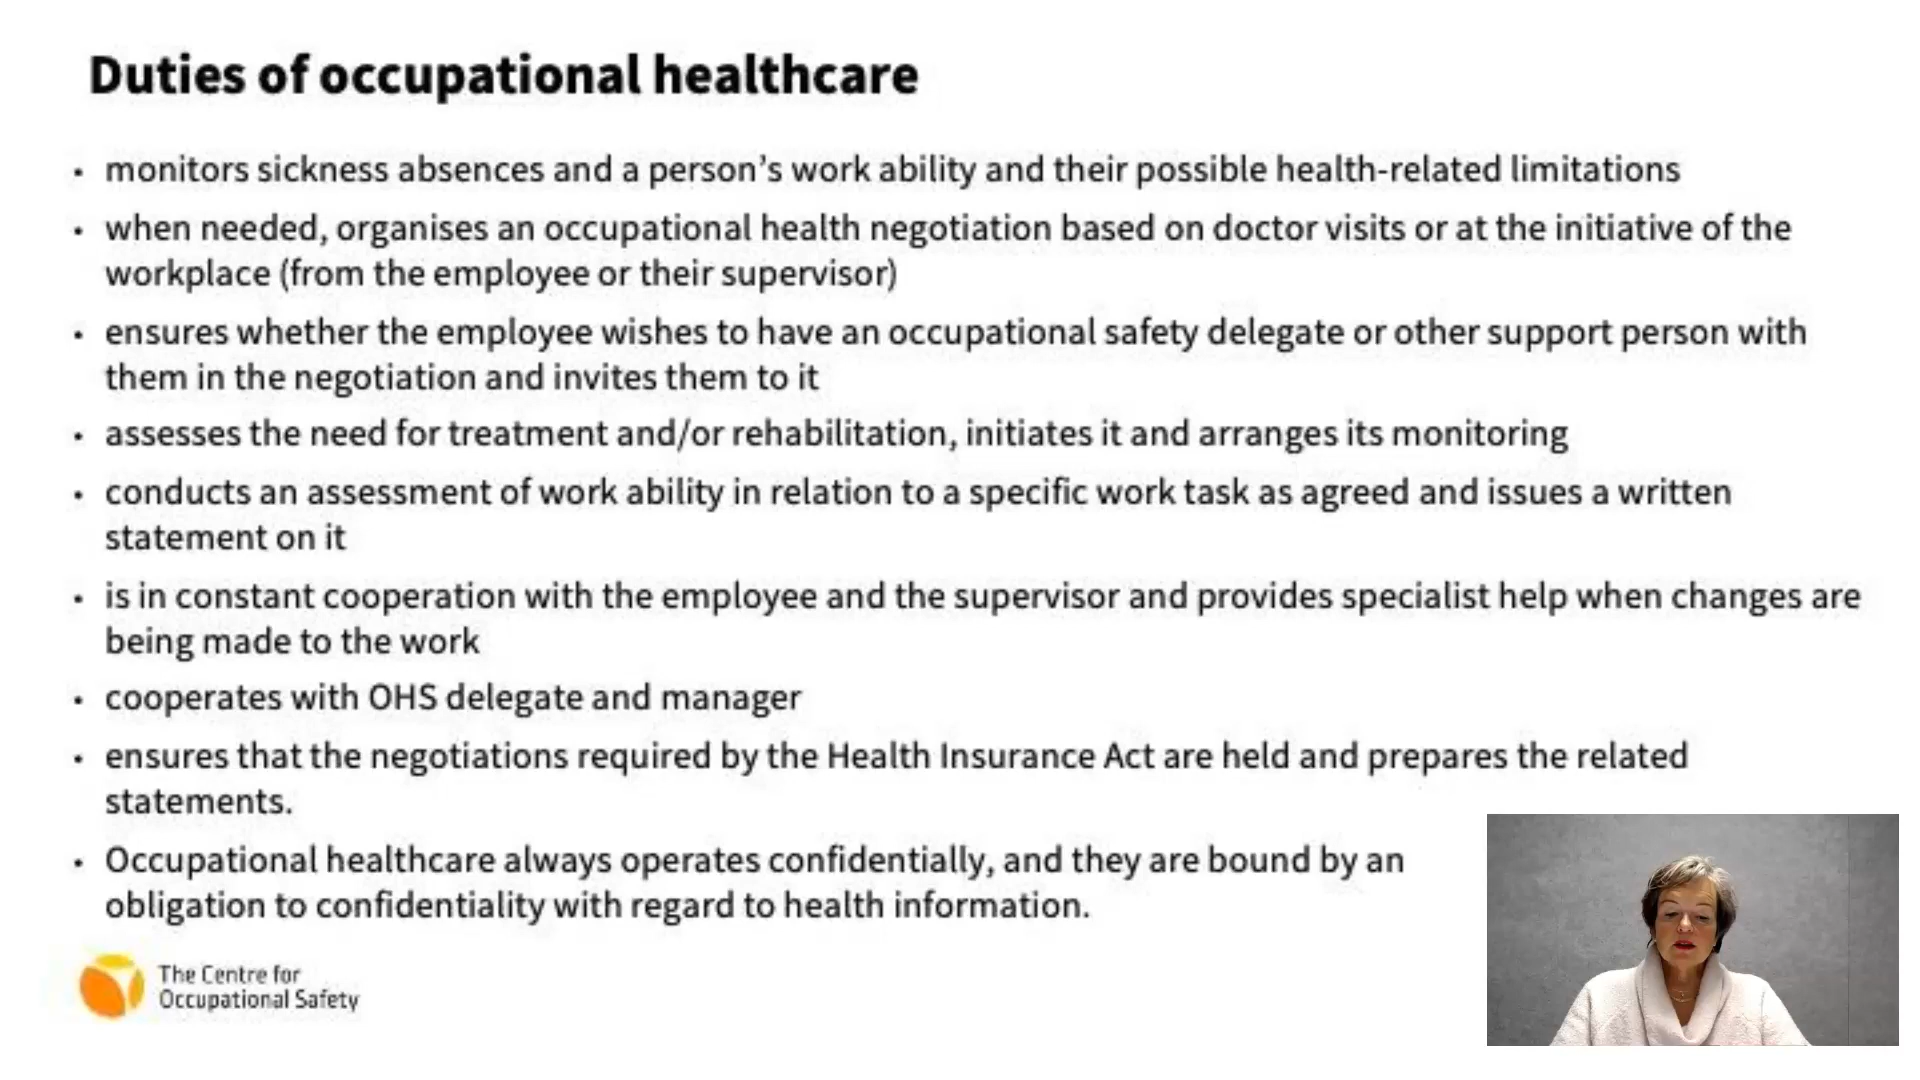 Duties of occupational healthcare
• monitors sickness absences and a person's work ability and their possible health-related limitations
• when needed, organises an occupational health negotiation based on doctor visits or at the initiative of the
workplace (from the employee or their supervisor)
• ensures whether the employee wishes to have an occupational safety delegate or other support person with
them in the negotiation and invites them to it
• assesses the need for treatment and/or rehabilitation, initiates it and arranges its monitoring
• conducts an assessment of work ability in relation to a specific work task as agreed and issues a written
statement on it
• is in constant cooperation with the employee and the supervisor and provides specialist help when changes are
being made to the work
• cooperates with OHS delegate and manager
• ensures that the negotiations required by the Health Insurance Act are held and prepares the related
statements.
• Occupational healthcare always operates confidentially, and they are bound by an
obligation to confidentiality with regard to health information.
The Centre for
Occupational Safety